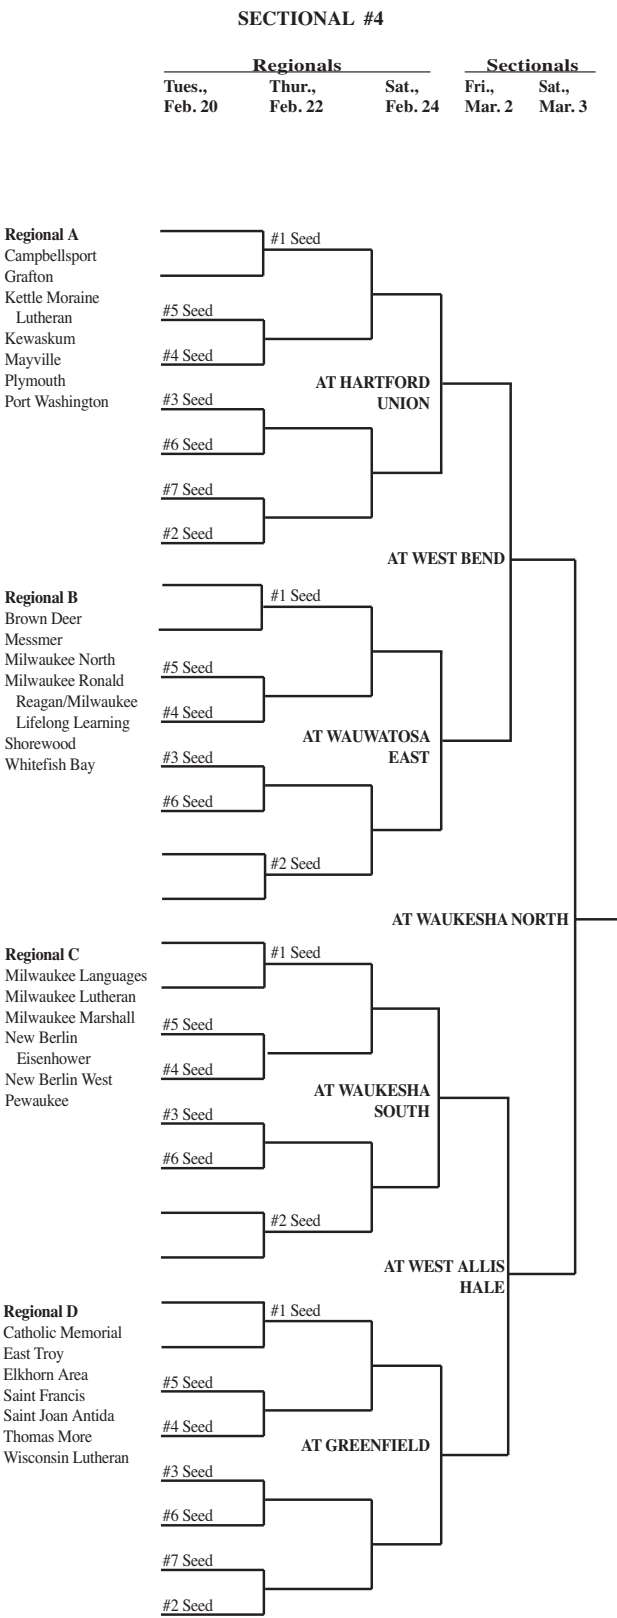 SECTIONAL #4
Regionals
Sectionals
Tues.,
Feb. 20
Thur.,
Feb. 22
Sat.,
Feb. 24
Fri.,
Mar. 2
Sat.,
Mar. 3
Regional A
Campbellsport
Grafton
Kettle Moraine
Lutheran
Kewaskum
Mayville
Plymouth
Port Washington
#1 Seed
#5 Seed
#4 Seed
#3 Seed
#6 Seed
#7 Seed
#2 Seed
AT HARTFORD
UNION
AT WEST BEND
Regional B
Brown Deer
Messmer
Milwaukee North
Milwaukee Ronald
Reagan/Milwaukee
Lifelong Learning
Shorewood
Whitefish Bay
#1 Seed
#5 Seed
#4 Seed
#3 Seed
#6 Seed
#2 Seed
AT WAUWATOSA
EAST
AT WAUKESHA NORTH
Regional C
Milwaukee Languages
Milwaukee Lutheran
Milwaukee Marshall
New Berlin
Eisenhower
New Berlin West
Pewaukee
#1 Seed
#5 Seed
#4 Seed
#3 Seed
#6 Seed
#2 Seed
AT WAUKESHA
SOUTH
AT WEST ALLIS
HALE
Regional D
Catholic Memorial
East Troy
Elkhorn Area
Saint Francis
Saint Joan Antida
Thomas More
Wisconsin Lutheran
#1 Seed
#5 Seed
#4 Seed
#3 Seed
#6 Seed
#7 Seed
#2 Seed
AT GREENFIELD